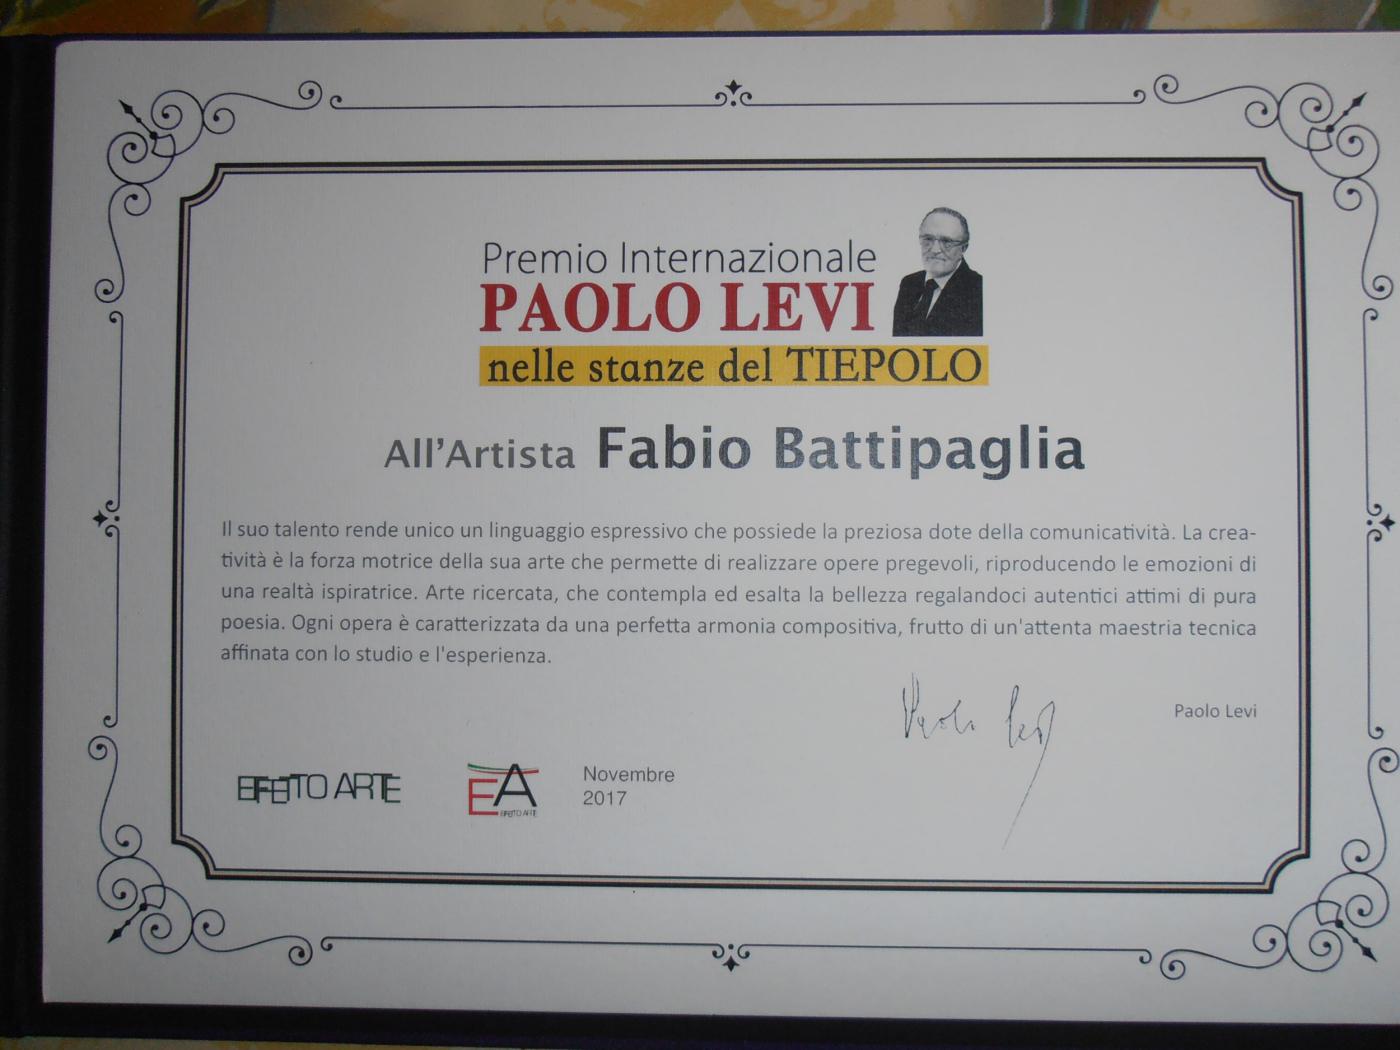 Premio Internazionale
PAOLO LEVI
nelle stanze del TIEPOLO
All'Artista Fabio Battipaglia
Il suo talento rende unico un linguaggio espressivo che possiede la preziosa dote della comunicatività. La crea-
tività è la forza motrice della sua arte che permette di realizzare opere pregevoli, riproducendo le emozioni di
una realtà ispiratrice. Arte ricercata, che contempla ed esalta la bellezza regalandoci autentici attimi di pura
poesia. Ogni opera è caratterizzata da una perfetta armonia compositiva, frutto di un'attenta maestria tecnica
affinata con lo studio e l'esperienza.
Paolo Levi
Paolo Levi
EFFETTO ARTE
EA
EFFETTO ARTE
Novembre
2017